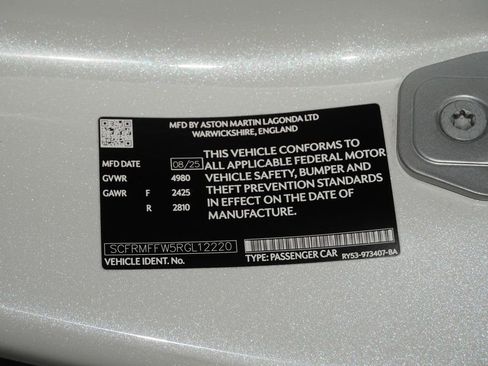 MFD BY ASTON MARTIN LAGONDA LTD
WARWICKSHIRE, ENGLAND
MFD DATE 08/25
GVWR 4980
GAWR F 2425
R 2810
THIS VEHICLE CONFORMS TO
ALL APPLICABLE FEDERAL MOTOR
VEHICLE SAFETY, BUMPER AND
THEFT PREVENTION STANDARDS
IN EFFECT ON THE DATE OF
MANUFACTURE.
SCFRMFFW5RGL12220
VEHICLE IDENT. No.
TYPE: PASSENGER CAR
RY53-973407-BA